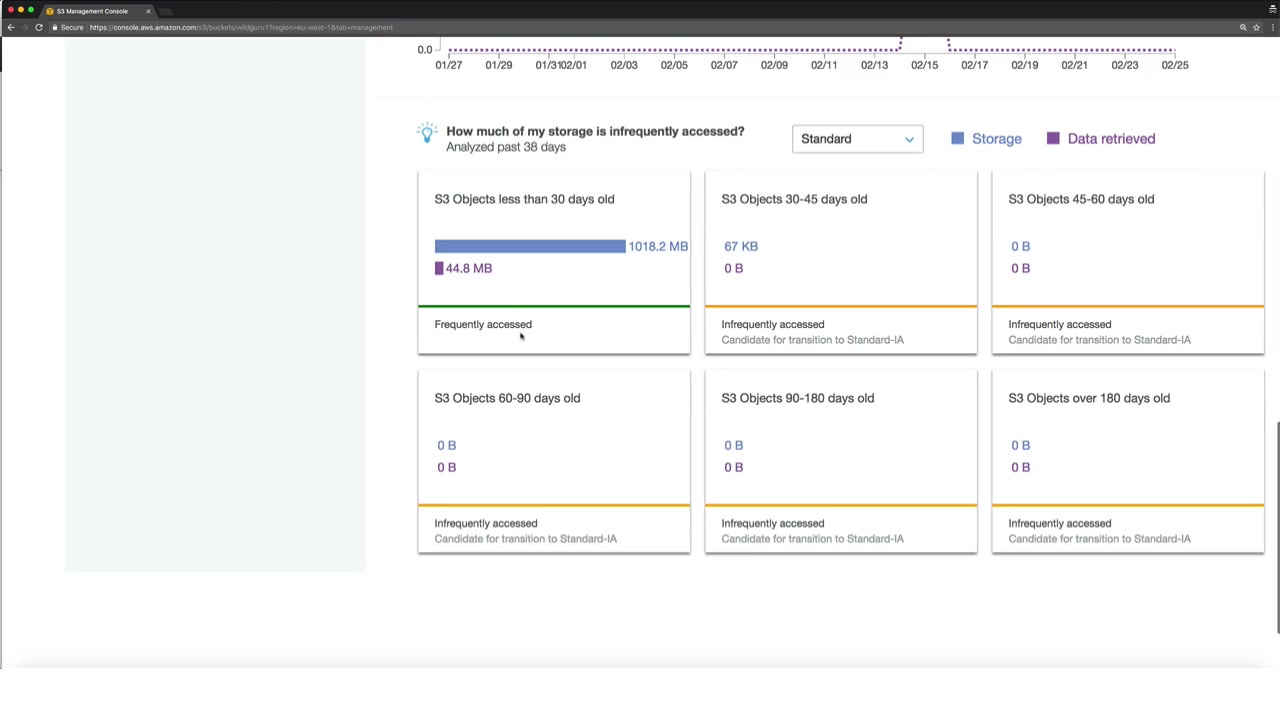 S3 Management Console
Secure https://console.aws.amazon.com/s3/buckets/wildguru1?region=eu-west-1&tab=management
0.0
01/27 01/29 01/31 02/01 02/03 02/05 02/07 02/09 02/11 02/13 02/15 02/17 02/19 02/21 02/23 02/25
How much of my storage is infrequently accessed?
Analyzed past 38 days
Standard
Storage
Data retrieved
S3 Objects less than 30 days old
1018.2 MB
44.8 MB
Frequently accessed
S3 Objects 30-45 days old
67 KB
0 B
Infrequently accessed
Candidate for transition to Standard-IA
S3 Objects 45-60 days old
0 B
0 B
Infrequently accessed
Candidate for transition to Standard-IA
S3 Objects 60-90 days old
0 B
0 B
Infrequently accessed
Candidate for transition to Standard-IA
S3 Objects 90-180 days old
0 B
0 B
Infrequently accessed
Candidate for transition to Standard-IA
S3 Objects over 180 days old
0 B
0 B
Infrequently accessed
Candidate for transition to Standard-IA